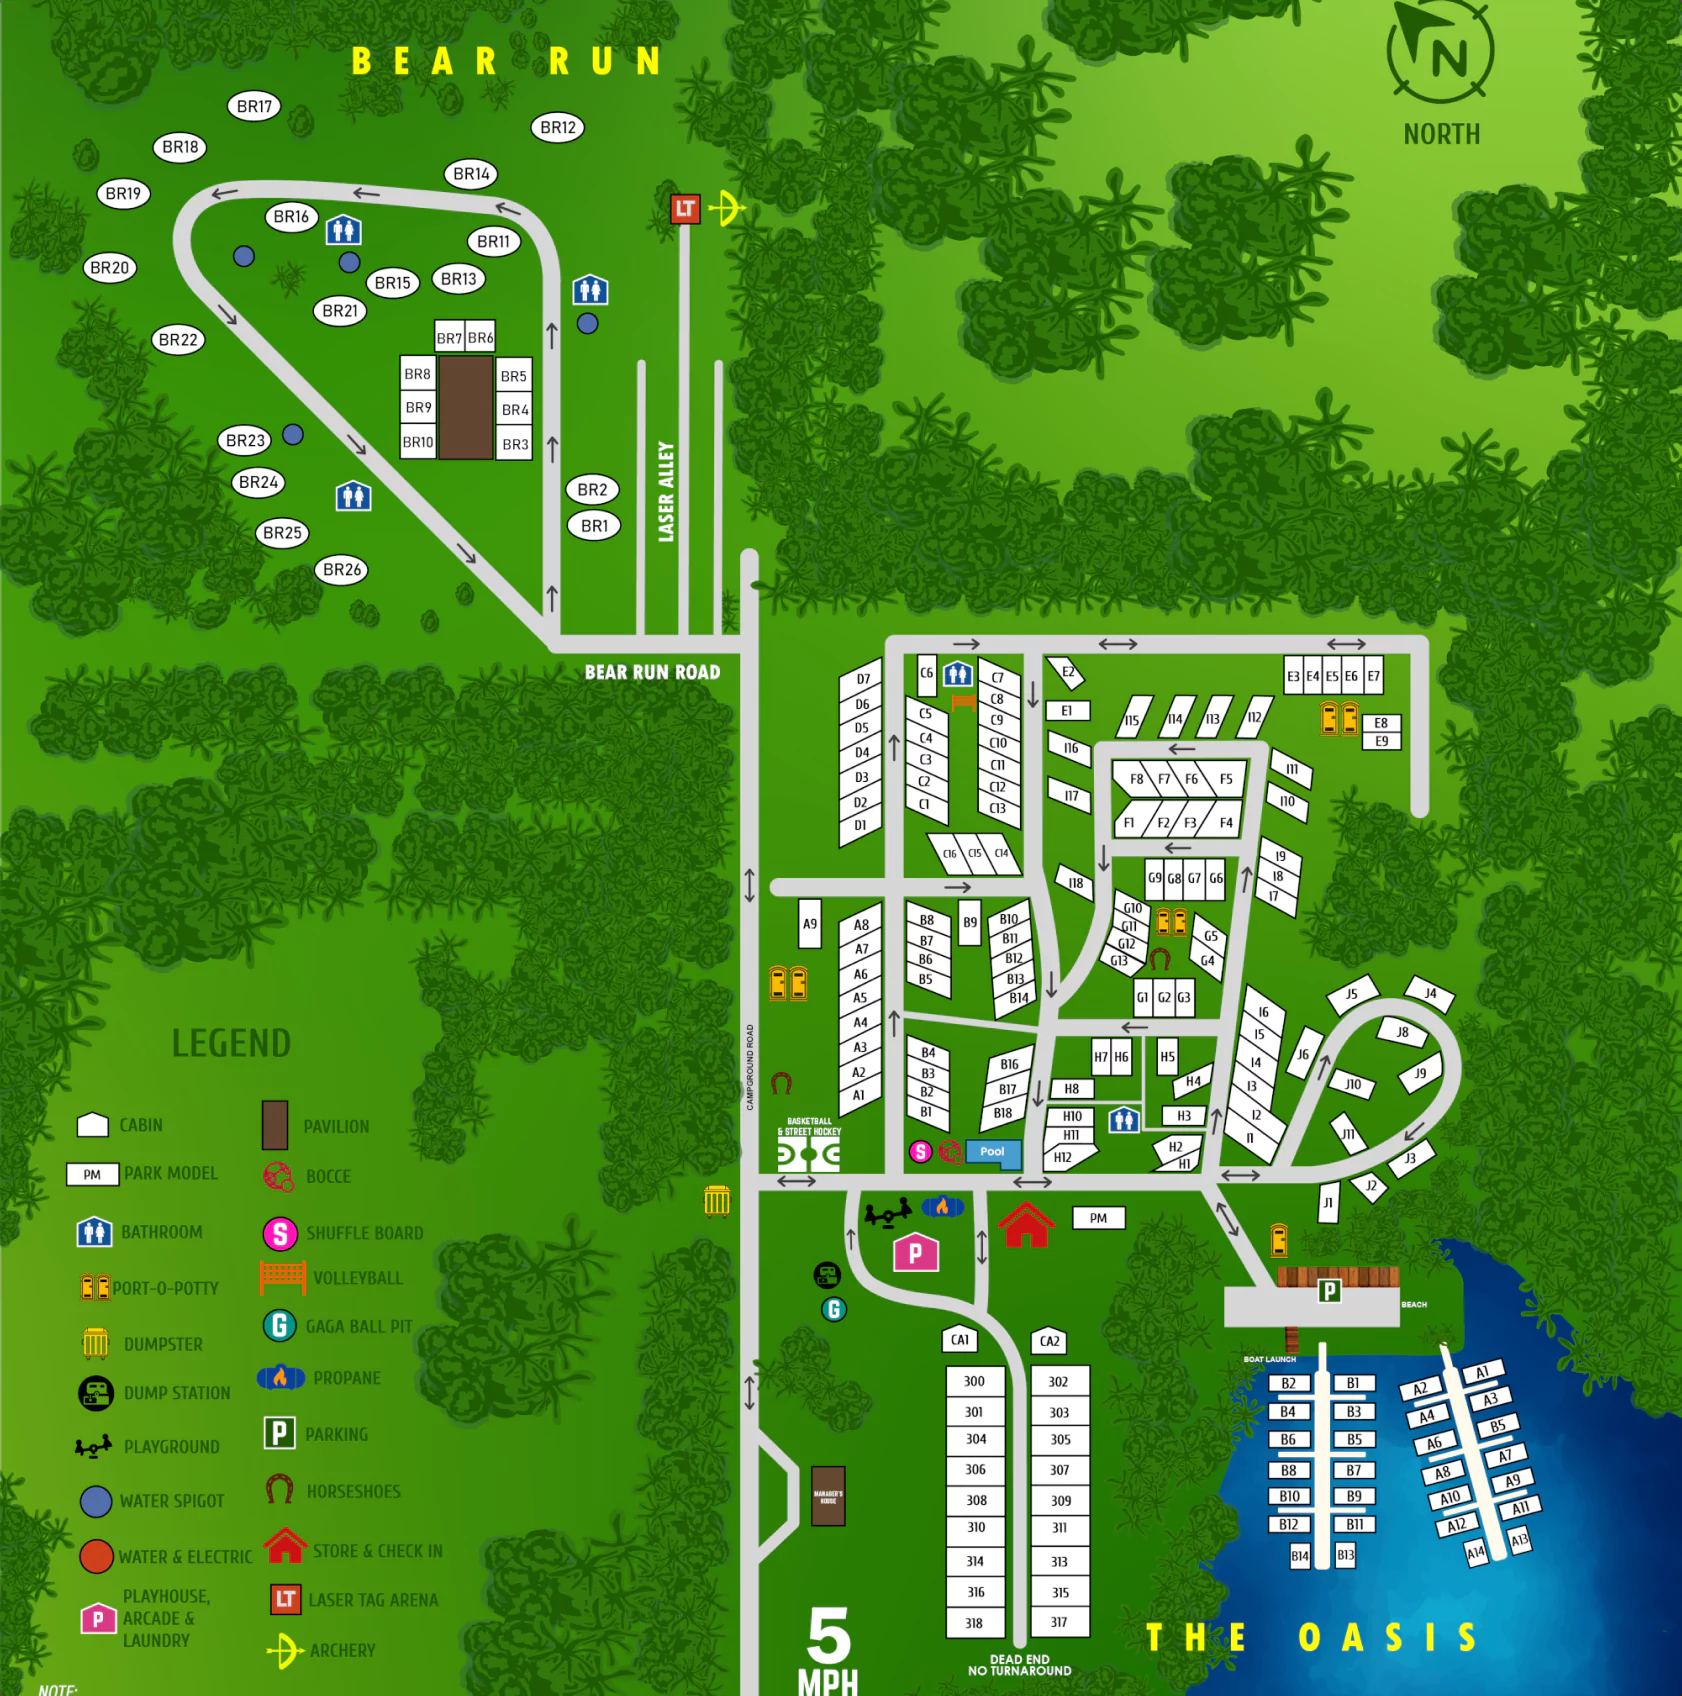 BEAR RUN
N
NORTH
BR17
BR12
BR18
BR14
BR19
LT
BR16
BR11
BR20
BR15
BR13
BR21
BR22
BR7
BR6
BR8
BR5
BR9
BR4
BR10
BR3
BR23
BR24
BR2
BR25
BR1
BR26
LASER ALLEY
BEAR RUN ROAD
D7
D6
D5
D4
D3
D2
D1
C6
C5
C4
C3
C2
C1
C7
C8
C9
C10
C11
C12
C13
C16
C15
C14
E2
E1
E3
E4
E5
E6
E7
E8
E9
I15
I14
I13
I12
I16
I17
I11
I10
F8
F7
F6
F5
F1
F2
F3
F4
I9
I8
I7
I18
G9
G8
G7
G6
G10
G11
G12
G13
G5
G4
G1
G2
G3
A9
A8
A7
A6
A5
A4
A3
A2
A1
B8
B7
B6
B5
B9
B10
B11
B12
B13
B14
B4
B3
B2
B1
B16
B17
B18
H7
H6
H5
H8
H4
H10
H3
H11
H12
H2
H1
I6
I5
I4
I3
I2
I1
J5
J4
J8
J6
J9
J10
J11
J3
J2
J1
CAMPGROUND ROAD
BASKETBALL
& STREET HOCKEY
S
Pool
PM
P
G
P
BEACH
BOAT LAUNCH
CA1
CA2
300
302
301
303
304
305
306
307
308
309
310
311
314
313
316
315
318
317
DEAD END
NO TURNAROUND
MANAGER'S
HOUSE
5
MPH
B2
B1
B4
B3
B6
B5
B8
B7
B10
B9
B12
B11
B14
B13
A1
A2
A3
A4
B5
A6
A7
A8
A9
A10
A11
A12
A13
A14
THE OASIS
LEGEND
CABIN
PM PARK MODEL
BATHROOM
PORT-O-POTTY
DUMPSTER
DUMP STATION
PLAYGROUND
WATER SPIGOT
WATER & ELECTRIC
P PLAYHOUSE,
ARCADE &
LAUNDRY
PAVILION
BOCCE
S SHUFFLE BOARD
VOLLEYBALL
G GAGA BALL PIT
PROPANE
P PARKING
HORSESHOES
STORE & CHECK IN
LT LASER TAG ARENA
ARCHERY
NOTE: